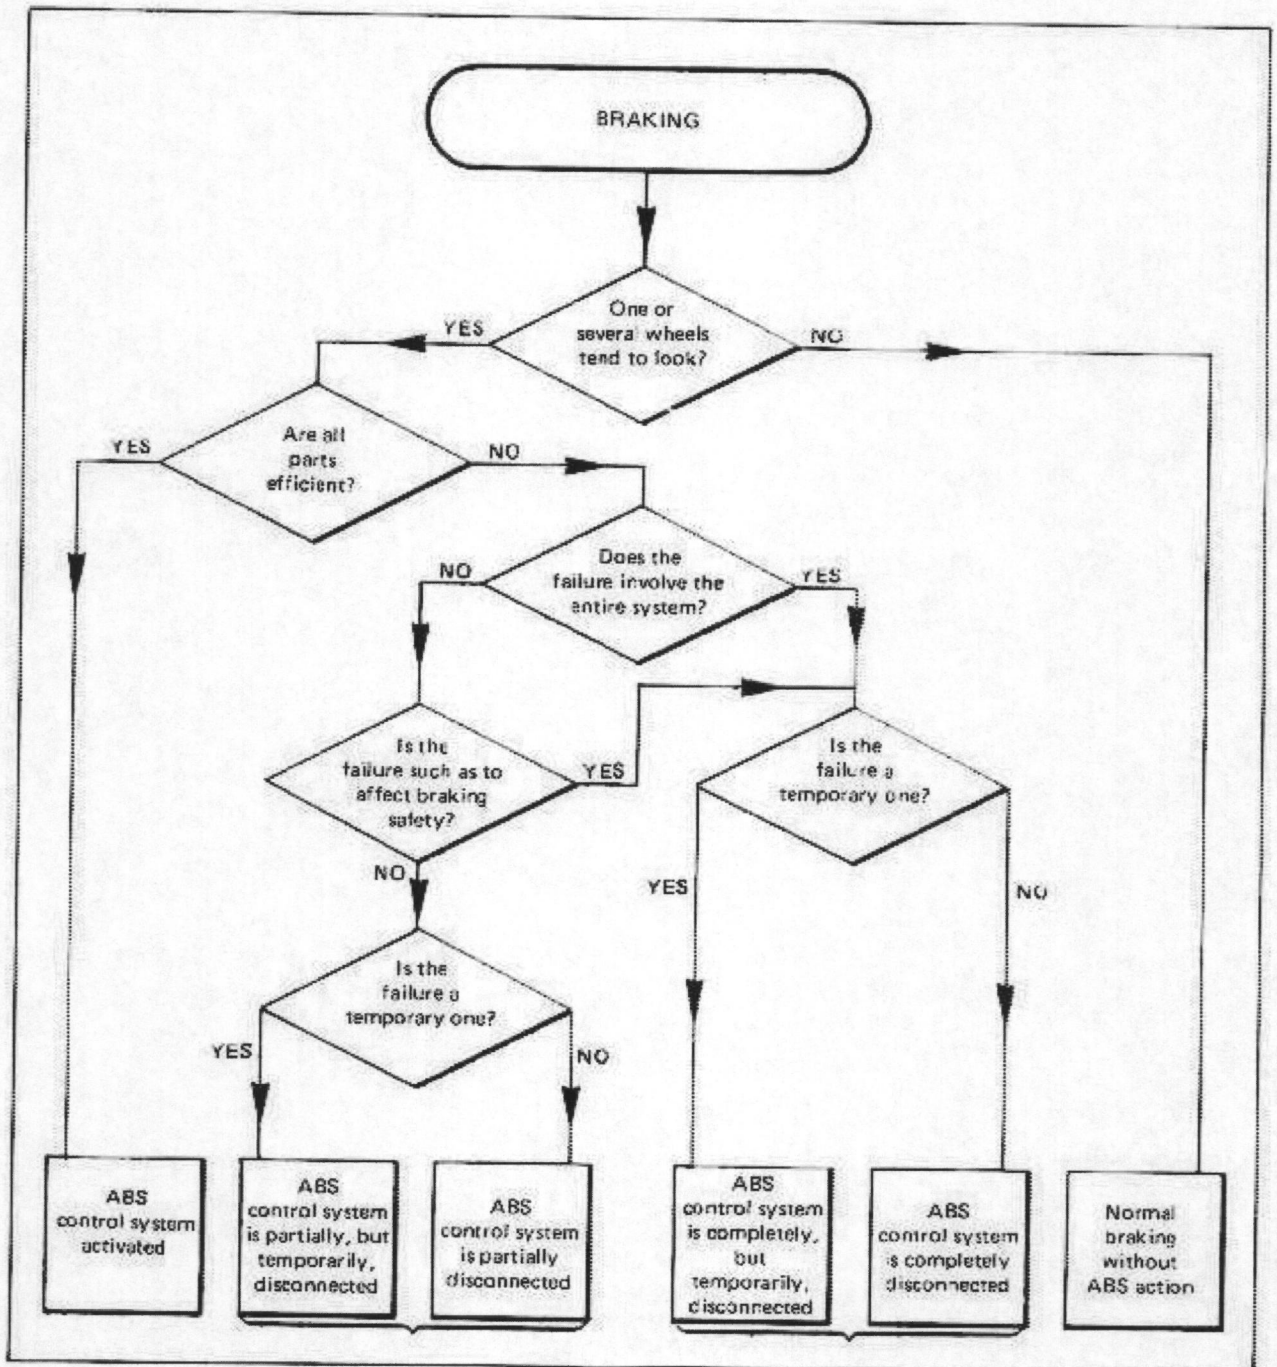 BRAKING
One or
several wheels
tend to look?
YES
NO
Are all
parts
efficient?
YES
NO
Does the
failure involve the
entire system?
NO
YES
Is the
failure such as to
affect braking
safety?
YES
NO
Is the
failure a
temporary one?
YES
NO
Is the
failure a
temporary one?
YES
NO
ABS
control system
activated
ABS
control system
is partially, but
temporarily,
disconnected
ABS
control system
is partially
disconnected
ABS
control system
is completely,
but
temporarily,
disconnected
ABS
control system
is completely
disconnected
Normal
braking
without
ABS action